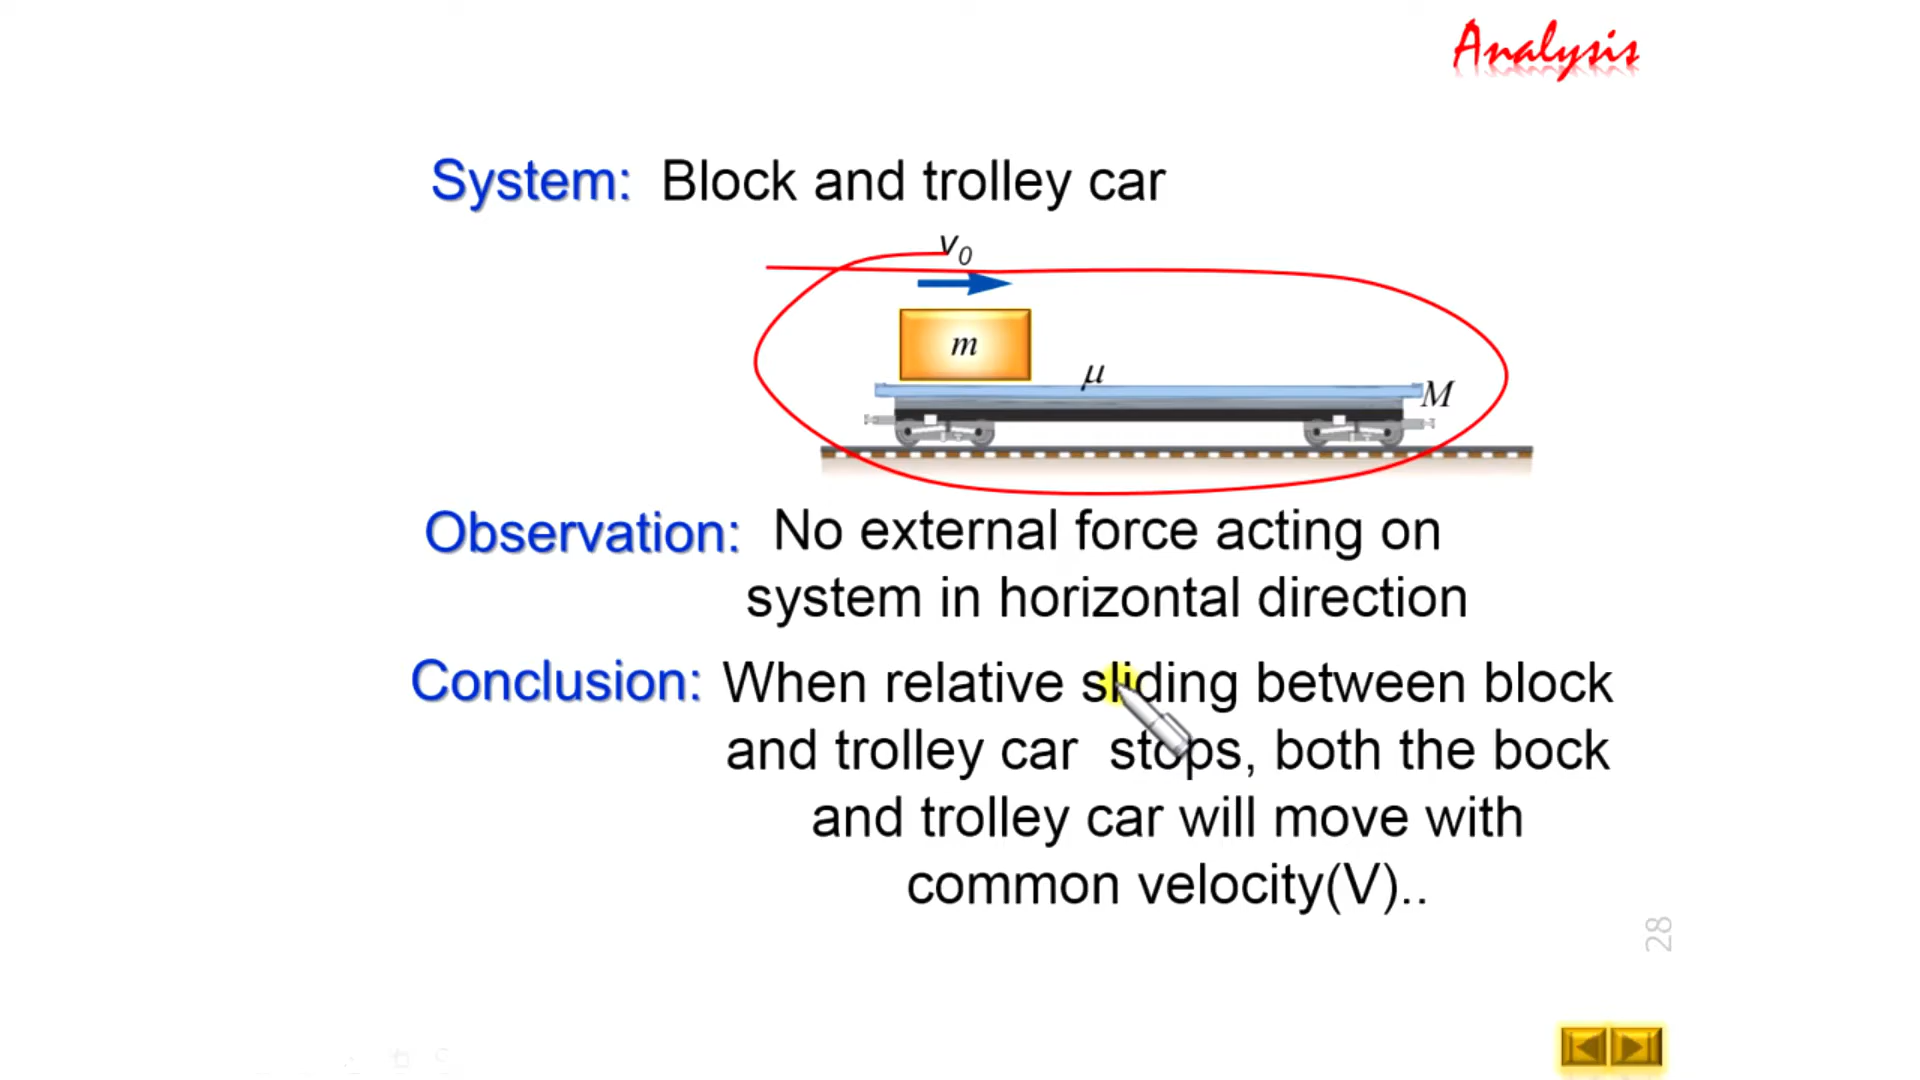 Analysis
System: Block and trolley car
v0
m
μ
M
Observation: No external force acting on
system in horizontal direction
Conclusion: When relative sliding between block
and trolley car stops, both the bock
and trolley car will move with
common velocity(V)..
28